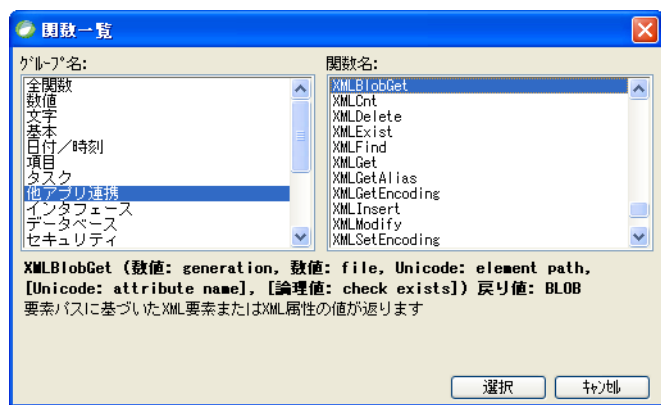 関数一覧
グループ名:
関数名:
全関数
数値
文字
基本
日付/時刻
項目
タスク
他アプリ連携
インタフェース
データベース
セキュリティ
XMLBlobGet
XMLCnt
XMLDelete
XMLExist
XMLFind
XMLGet
XMLGetAlias
XMLGetEncoding
XMLInsert
XMLModify
XMLSetEncoding
XMLBlobGet (数値: generation, 数値: file, Unicode: element path,
[Unicode: attribute name], [論理値: check exists]) 戻り値: BLOB
要素パスに基づいたXML要素またはXML属性の値が返ります
選択
キャンセル